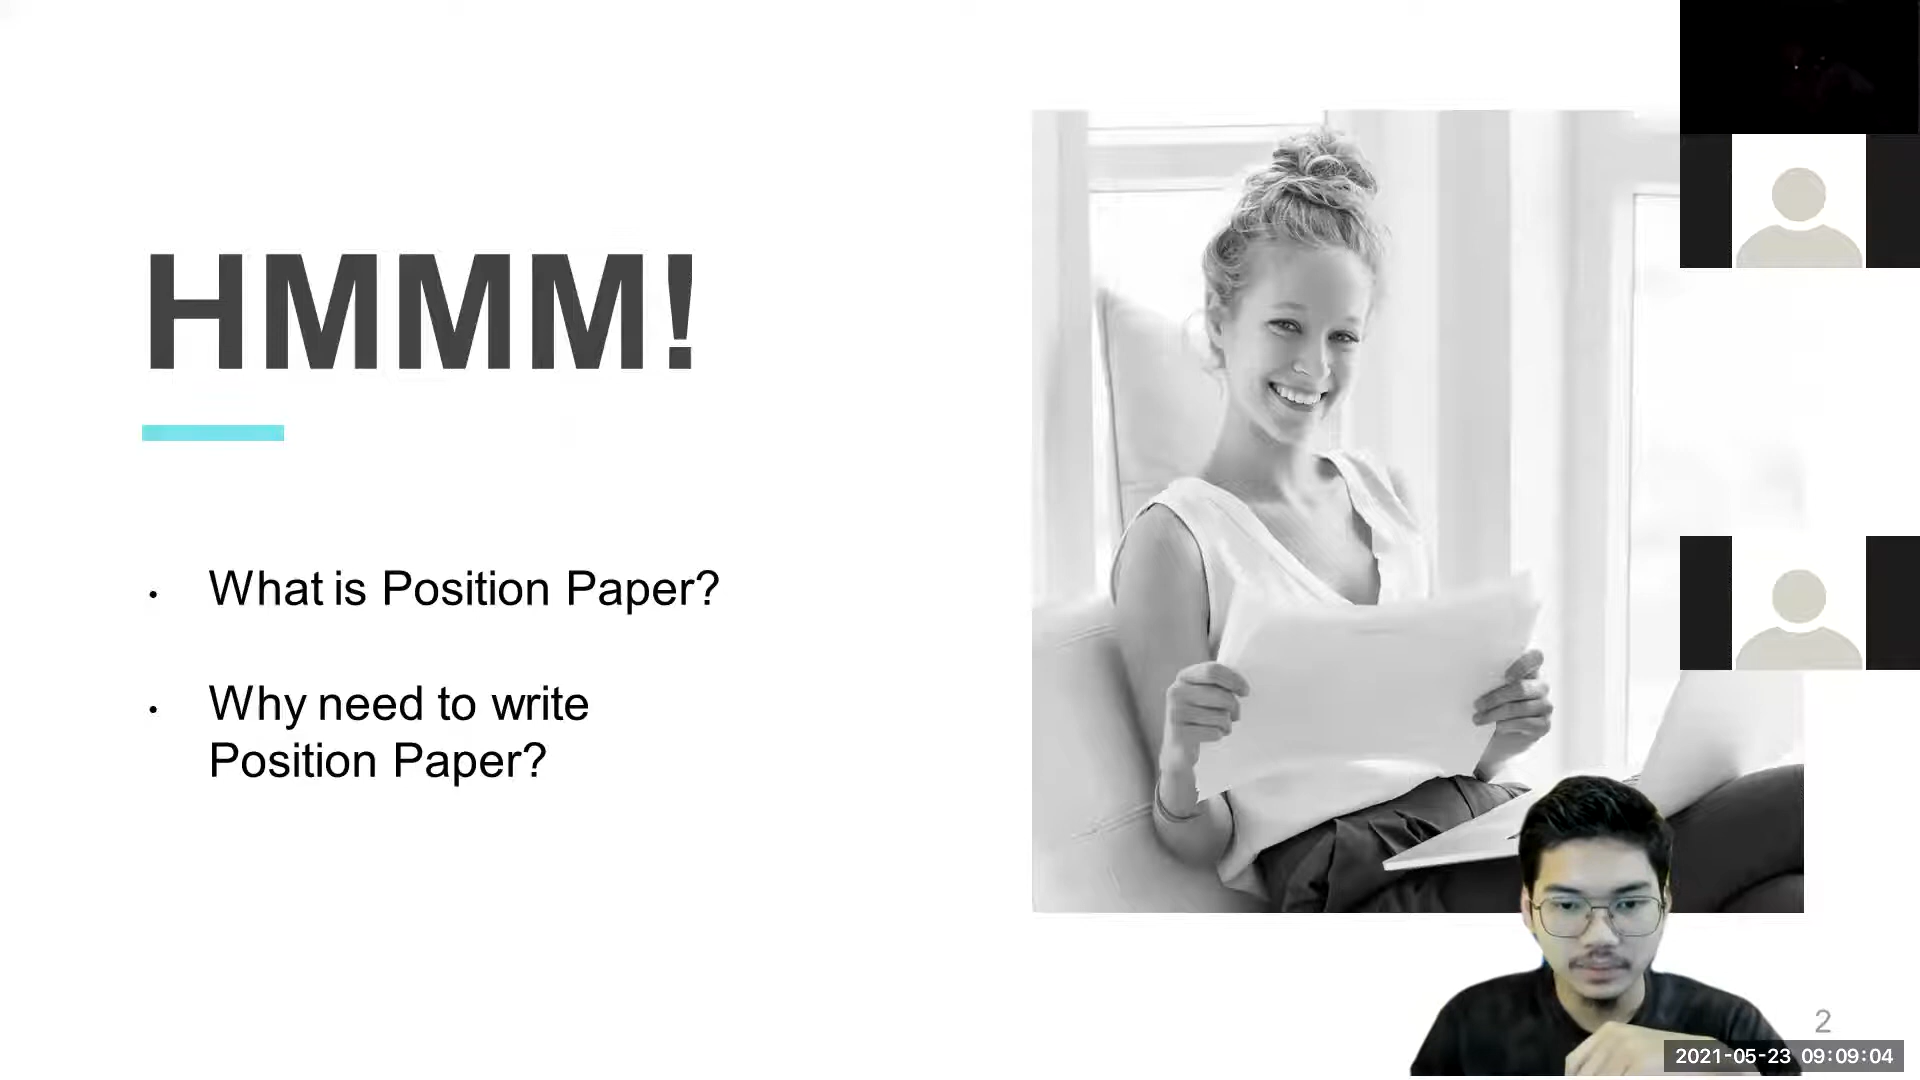 HMMM!
• What is Position Paper?
• Why need to write
Position Paper?
2
2021-05-23 09:09:04